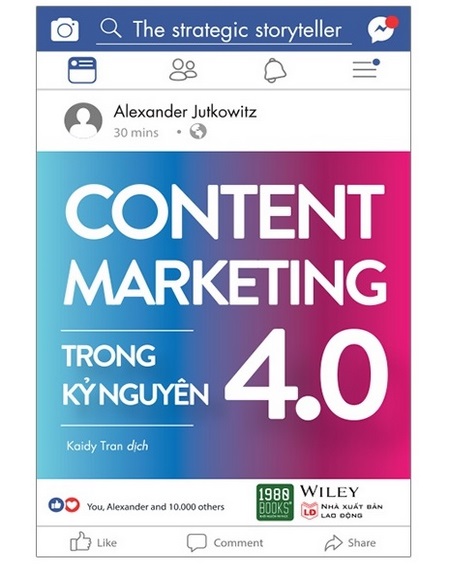 The strategic storyteller
Alexander Jutkowitz
30 mins •
CONTENT
MARKETING
TRONG
KỶ NGUYÊN
4.0
Kaidy Tran dịch
You, Alexander and 10.000 others
1980
BOOKS
WILEY
LĐ
NHÀ XUẤT BẢN
LAO ĐỘNG
Like
Comment
Share